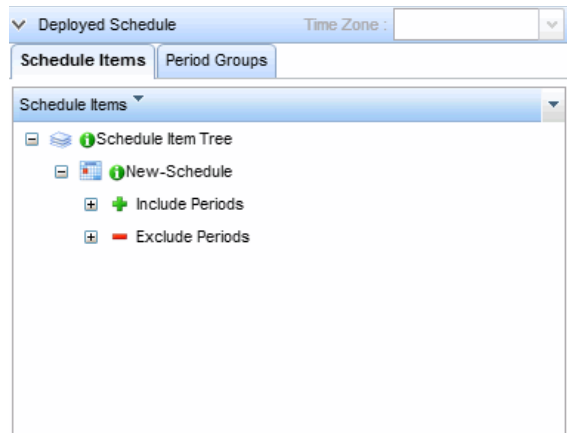 Deployed Schedule Time Zone :
Schedule Items Period Groups
Schedule Items
Schedule Item Tree
New-Schedule
Include Periods
Exclude Periods